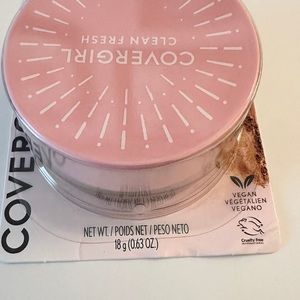 COVERGIRL
CLEAN FRESH
COVERG
VEGAN
VÉGÉTALIEN
VEGANO
NET WT. / POIDS NET / PESO NETO
18 g (0.63 OZ.)
Cruelty free